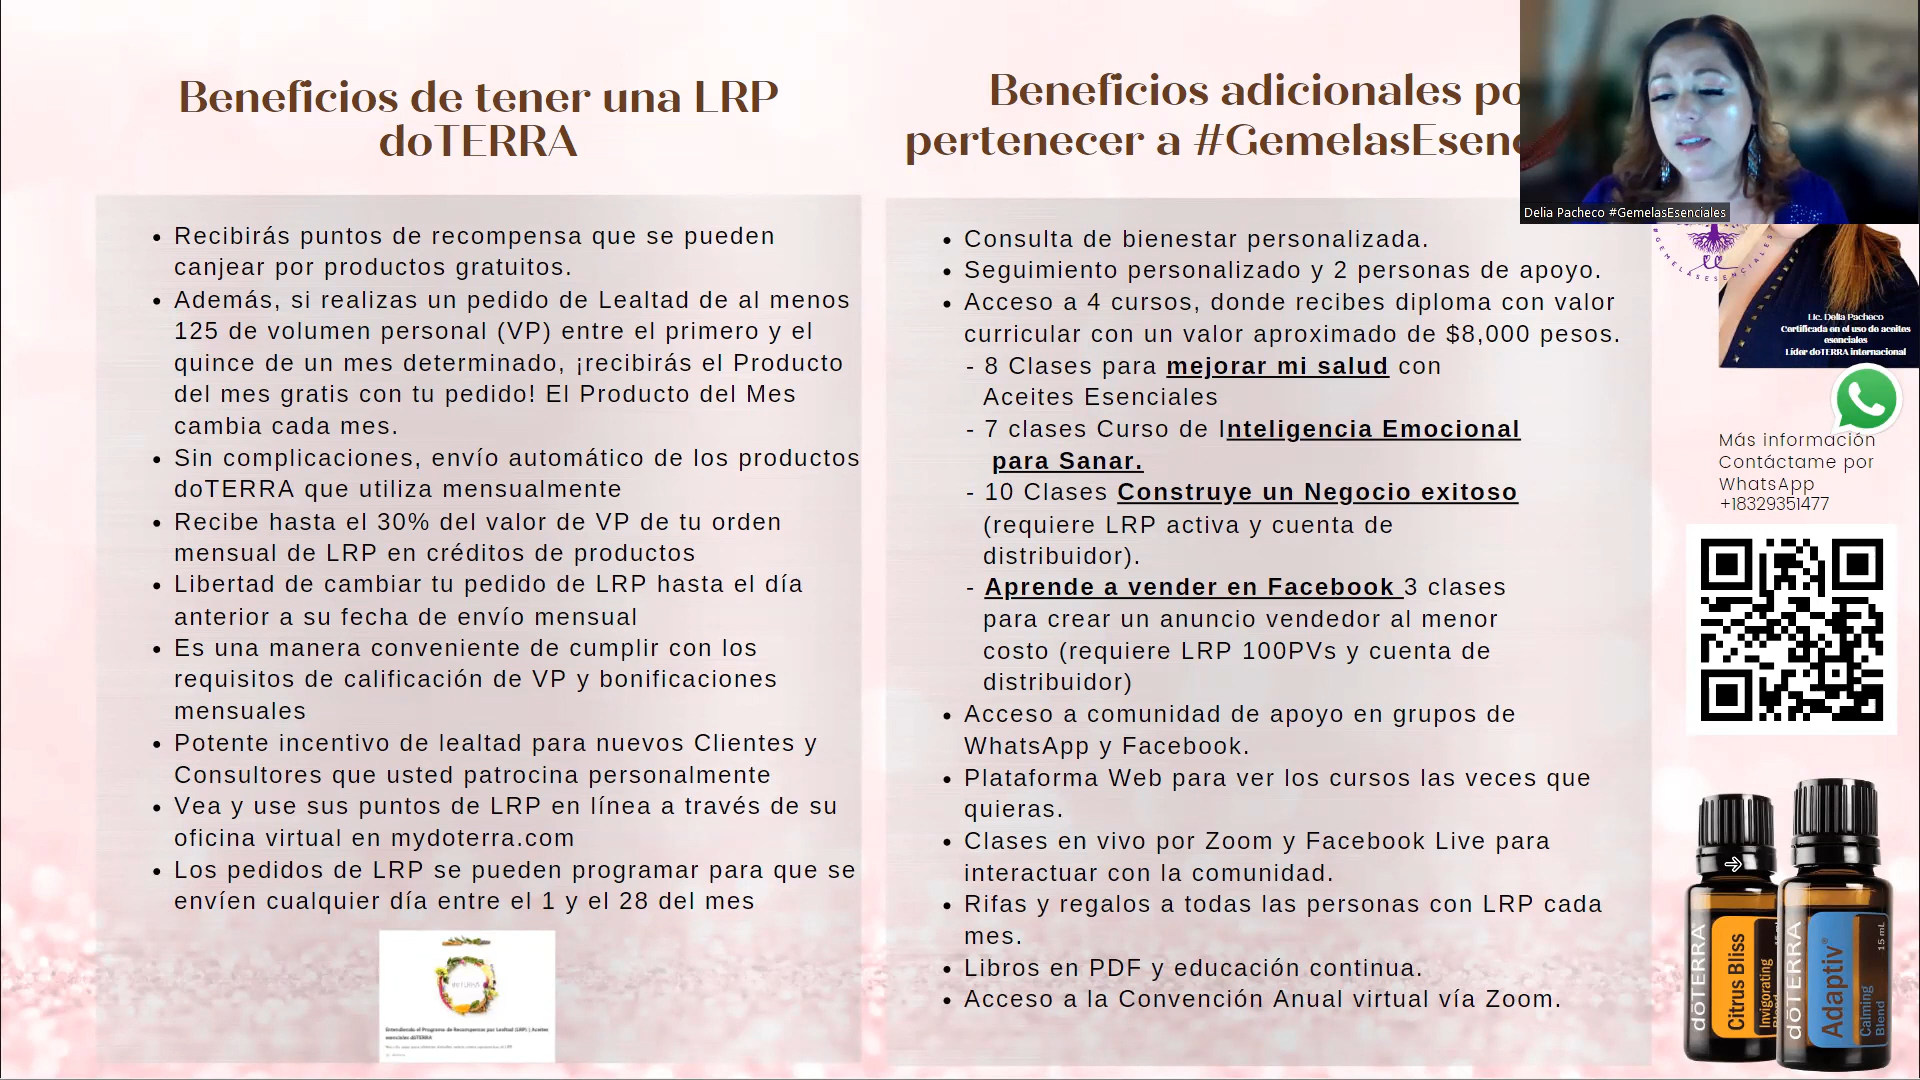 Beneficios de tener una LRP
doTERRA
Recibirás puntos de recompensa que se pueden
canjear por productos gratuitos.
Además, si realizas un pedido de Lealtad de al menos
125 de volumen personal (VP) entre el primero y el
quince de un mes determinado, ¡recibirás el Producto
del mes gratis con tu pedido! El Producto del Mes
cambia cada mes.
Sin complicaciones, envío automático de los productos
doTERRA que utiliza mensualmente
Recibe hasta el 30% del valor de VP de tu orden
mensual de LRP en créditos de productos
Libertad de cambiar tu pedido de LRP hasta el día
anterior a su fecha de envío mensual
Es una manera conveniente de cumplir con los
requisitos de calificación de VP y bonificaciones
mensuales
Potente incentivo de lealtad para nuevos Clientes y
Consultores que usted patrocina personalmente
Vea y use sus puntos de LRP en línea a través de su
oficina virtual en mydoterra.com
Los pedidos de LRP se pueden programar para que se
envíen cualquier día entre el 1 y el 28 del mes
Entendiendo el Programa de Recompensas por Lealtad (LRP) | Aceites
esenciales dōTERRA
Beneficios adicionales po
pertenecer a #GemelasEsenc
Consulta de bienestar personalizada.
Seguimiento personalizado y 2 personas de apoyo.
Acceso a 4 cursos, donde recibes diploma con valor
curricular con un valor aproximado de $8,000 pesos.
- 8 Clases para mejorar mi salud con
Aceites Esenciales
- 7 clases Curso de Inteligencia Emocional
para Sanar.
- 10 Clases Construye un Negocio exitoso
(requiere LRP activa y cuenta de
distribuidor).
- Aprende a vender en Facebook 3 clases
para crear un anuncio vendedor al menor
costo (requiere LRP 100PVs y cuenta de
distribuidor)
Acceso a comunidad de apoyo en grupos de
WhatsApp y Facebook.
Plataforma Web para ver los cursos las veces que
quieras.
Clases en vivo por Zoom y Facebook Live para
interactuar con la comunidad.
Rifas y regalos a todas las personas con LRP cada
mes.
Libros en PDF y educación continua.
Acceso a la Convención Anual virtual vía Zoom.
Delia Pacheco #GemelasEsenciales
#GEMELASESENCIALES
Lic. Delia Pacheco
Certificada en el uso de aceites
esenciales
Líder doTERRA internacional
Más información
Contáctame por
WhatsApp
+18329351477
dōTERRA
Citrus Bliss
Invigorating
dōTERRA
Adaptiv®
Calming
Blend
15 mL